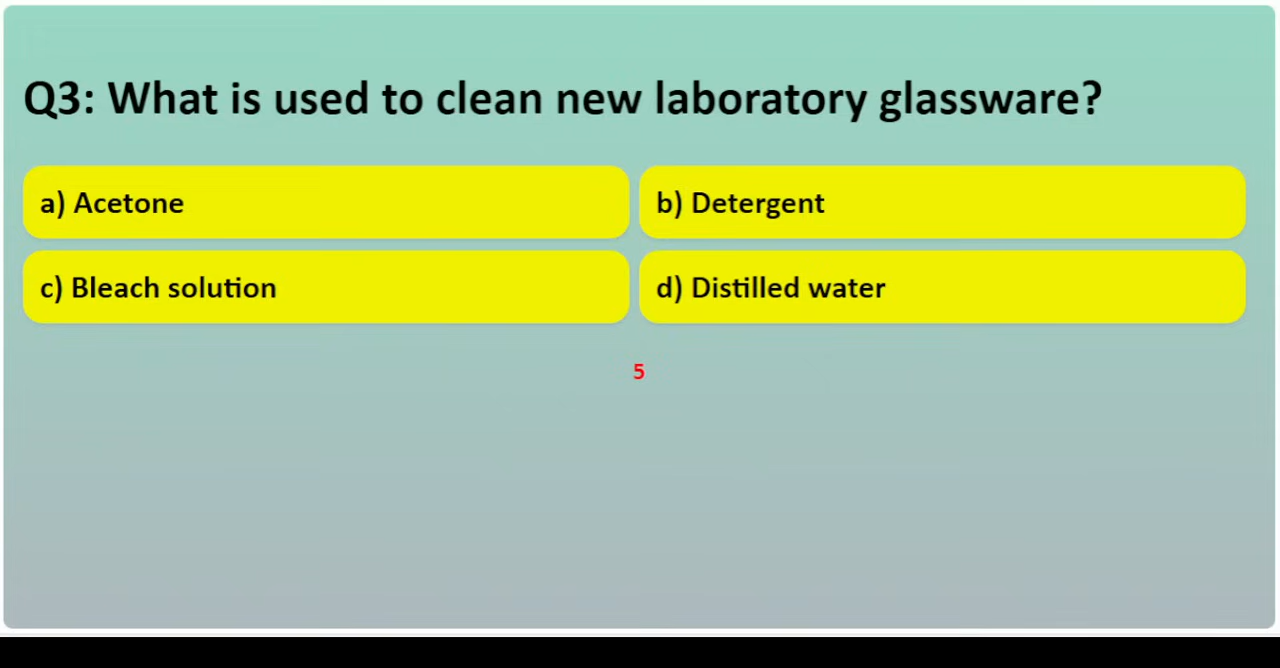 Q3: What is used to clean new laboratory glassware?
a) Acetone
b) Detergent
c) Bleach solution
d) Distilled water
5